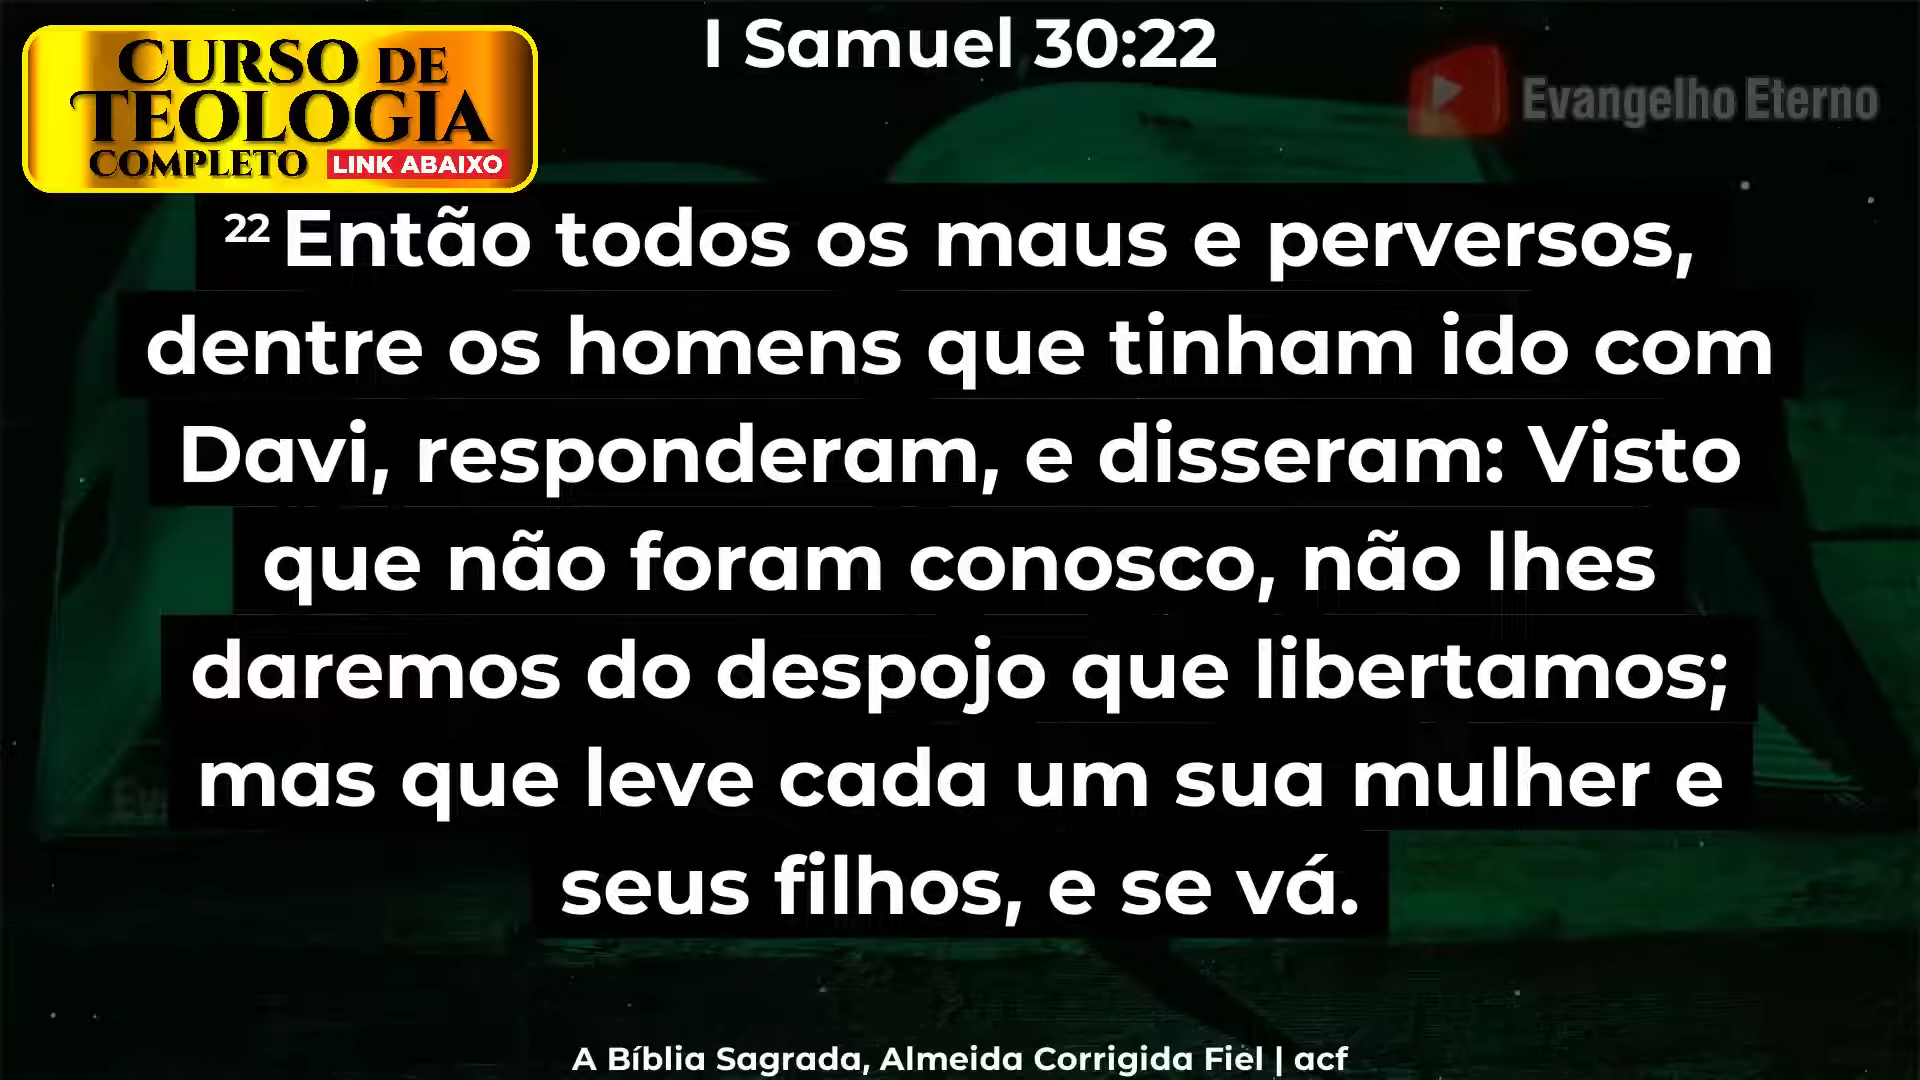 I Samuel 30:22
CURSO DE
TEOLOGIA
COMPLETO LINK ABAIXO
Evangelho Eterno
22 Então todos os maus e perversos,
dentre os homens que tinham ido com
Davi, responderam, e disseram: Visto
que não foram conosco, não lhes
daremos do despojo que libertamos;
mas que leve cada um sua mulher e
seus filhos, e se vá.
A Bíblia Sagrada, Almeida Corrigida Fiel | acf